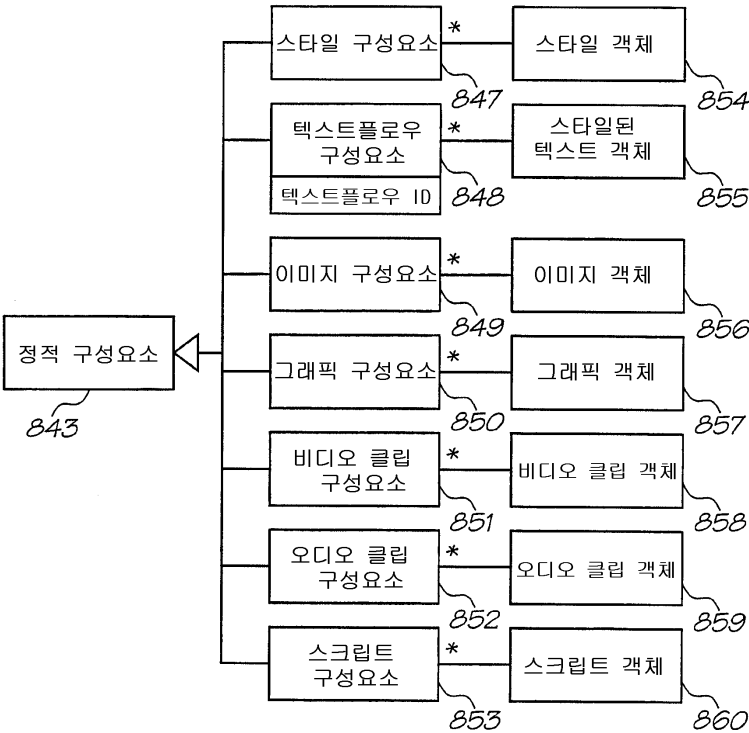 스타일 구성요소
*
스타일 객체
847
854
텍스트플로우
구성요소
텍스트플로우 ID
*
스타일된
텍스트 객체
848
855
이미지 구성요소
*
이미지 객체
849
856
정적 구성요소
843
그래픽 구성요소
*
그래픽 객체
850
857
비디오 클립
구성요소
*
비디오 클립 객체
851
858
오디오 클립
구성요소
*
오디오 클립 객체
852
859
스크립트
구성요소
*
스크립트 객체
853
860